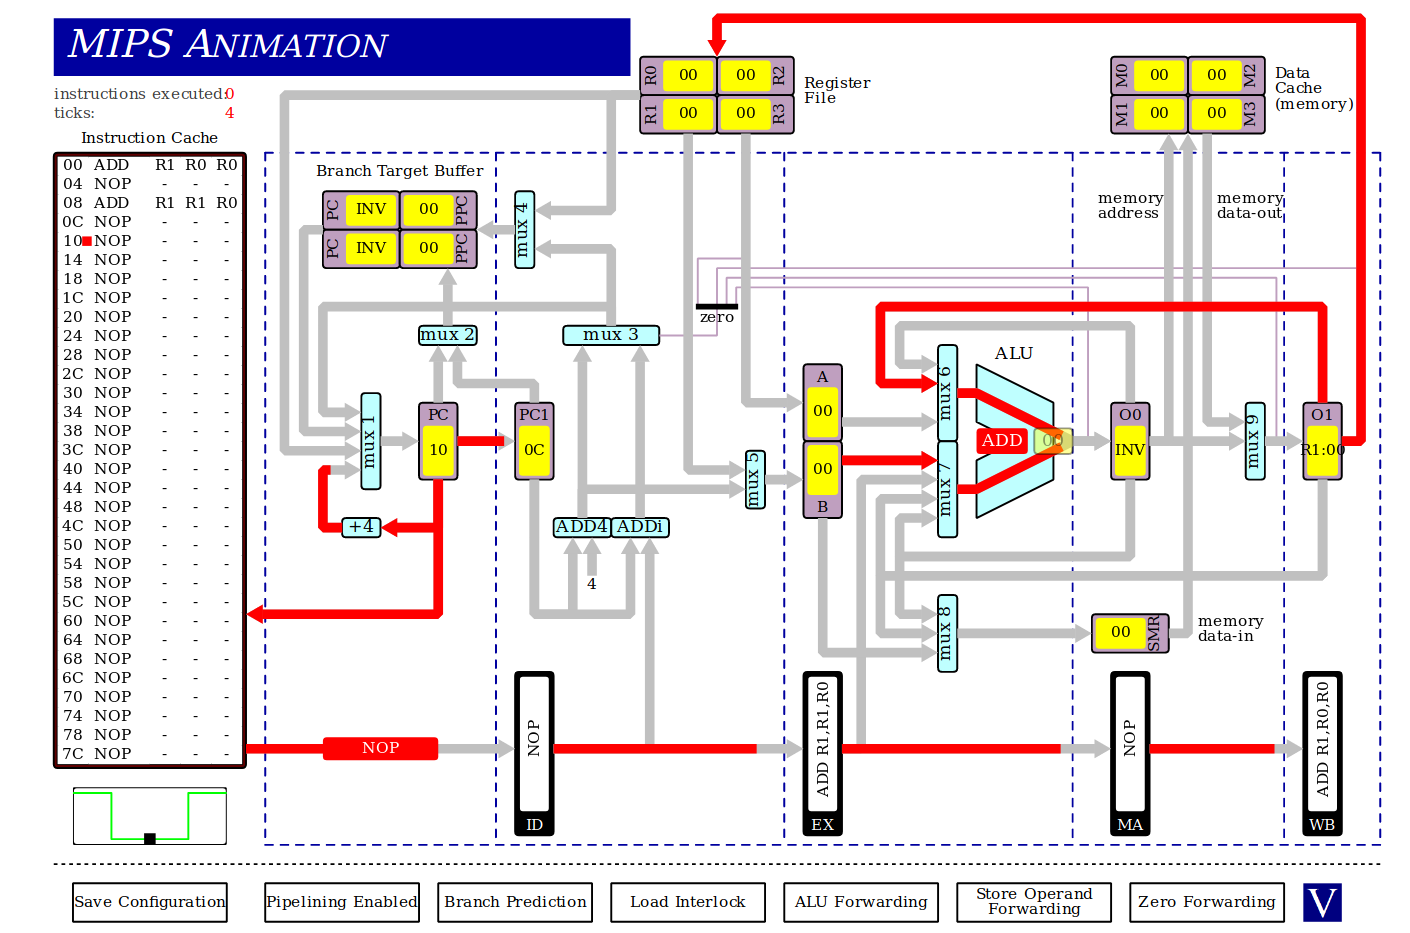 MIPS ANIMATION
instructions executed: 0
ticks: 4
Instruction Cache
00 ADD R1 R0 R0
04 NOP - - -
08 ADD R1 R1 R0
0C NOP - - -
10 NOP - - -
14 NOP - - -
18 NOP - - -
1C NOP - - -
20 NOP - - -
24 NOP - - -
28 NOP - - -
2C NOP - - -
30 NOP - - -
34 NOP - - -
38 NOP - - -
3C NOP - - -
40 NOP - - -
44 NOP - - -
48 NOP - - -
4C NOP - - -
50 NOP - - -
54 NOP - - -
58 NOP - - -
5C NOP - - -
60 NOP - - -
64 NOP - - -
68 NOP - - -
6C NOP - - -
70 NOP - - -
74 NOP - - -
78 NOP - - -
7C NOP - - -
R0 00 00 R2
R1 00 00 R3
Register
File
M0 00 00 M2
M1 00 00 M3
Data
Cache
(memory)
Branch Target Buffer
PC INV 00 PPC
PC INV 00 PPC
mux 4
memory
address
memory
data-out
zero
mux 2
mux 3
mux 1
PC
10
PC1
0C
+4
ADD4
ADDi
4
mux 5
A
00
00
B
mux 6
mux 7
ALU
ADD
00
O0
INV
mux 9
O1
R1:00
mux 8
00 SMR
memory
data-in
NOP
NOP
ID
ADD R1,R1,R0
EX
NOP
MA
ADD R1,R0,R0
WB
Save Configuration
Pipelining Enabled
Branch Prediction
Load Interlock
ALU Forwarding
Store Operand
Forwarding
Zero Forwarding
V